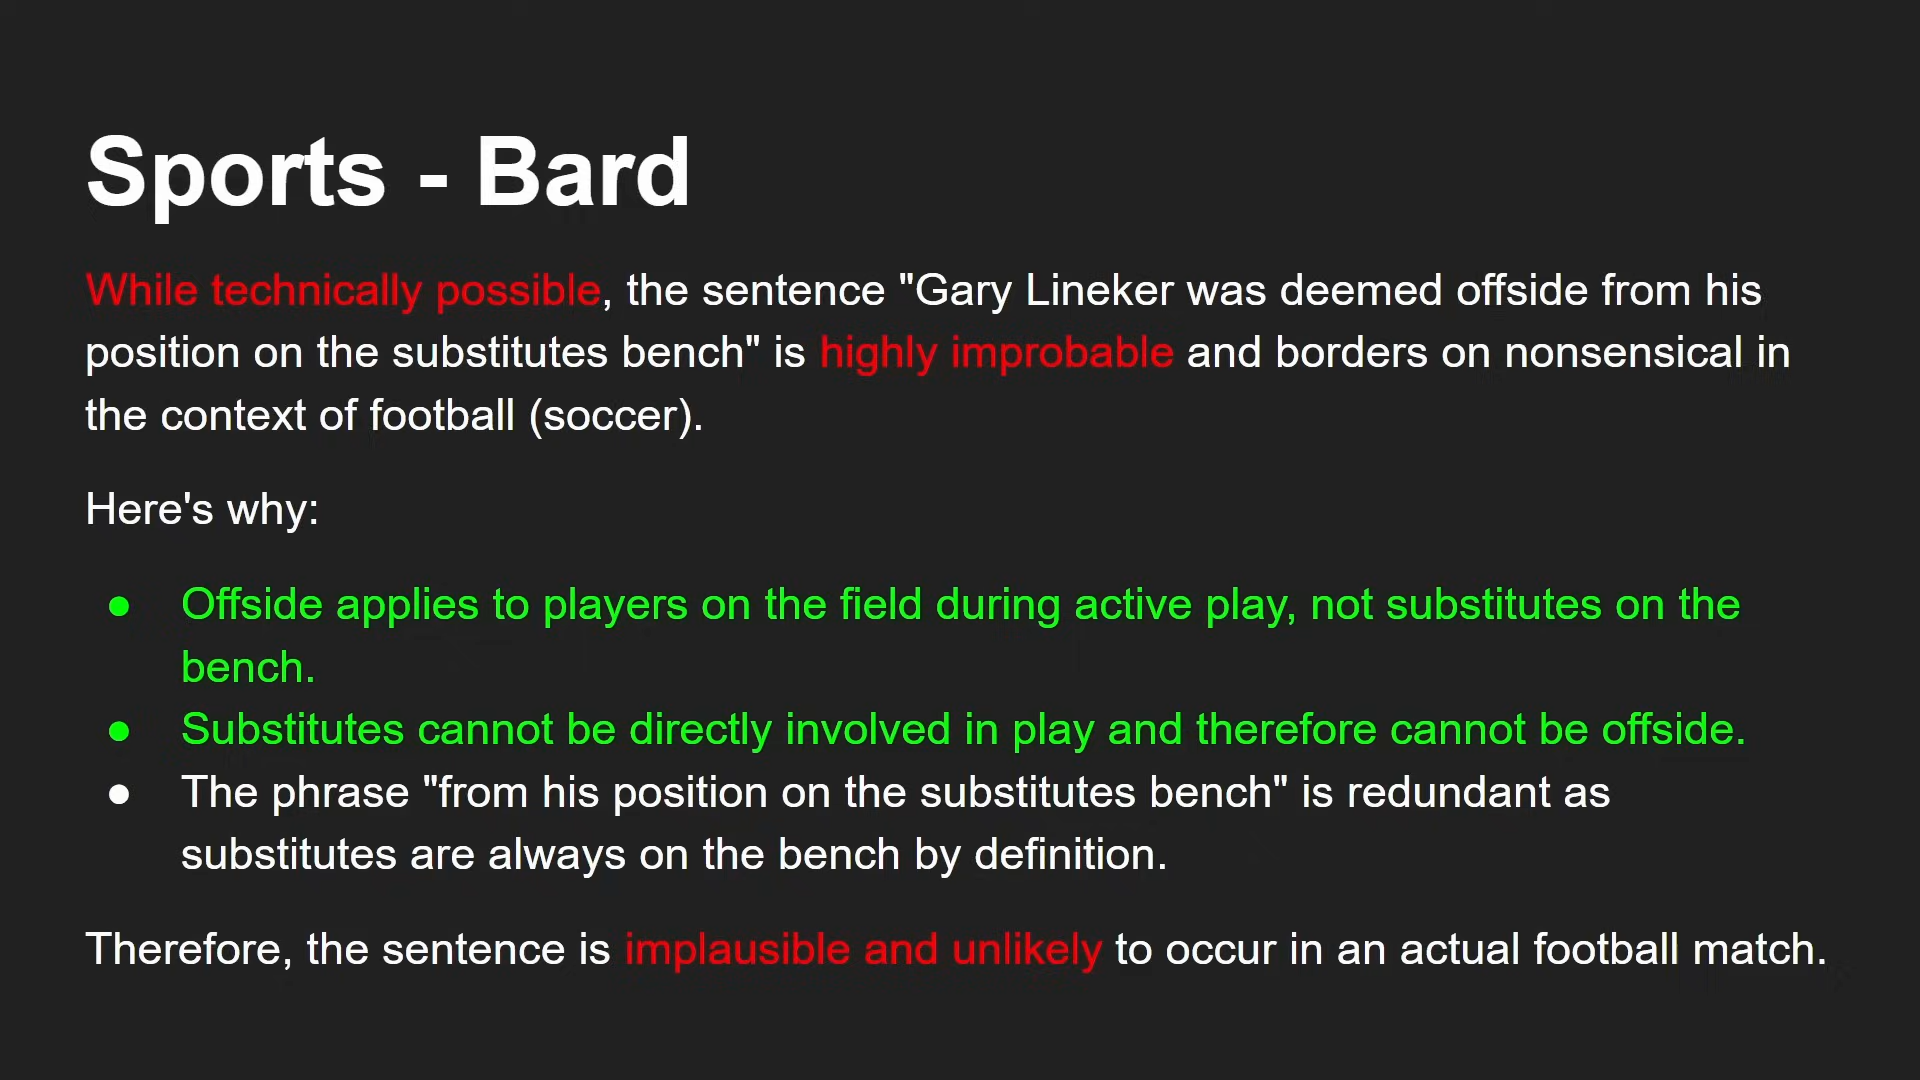 Sports - Bard
While technically possible, the sentence "Gary Lineker was deemed offside from his
position on the substitutes bench" is highly improbable and borders on nonsensical in
the context of football (soccer).
Here's why:
● Offside applies to players on the field during active play, not substitutes on the
bench.
● Substitutes cannot be directly involved in play and therefore cannot be offside.
● The phrase "from his position on the substitutes bench" is redundant as
substitutes are always on the bench by definition.
Therefore, the sentence is implausible and unlikely to occur in an actual football match.